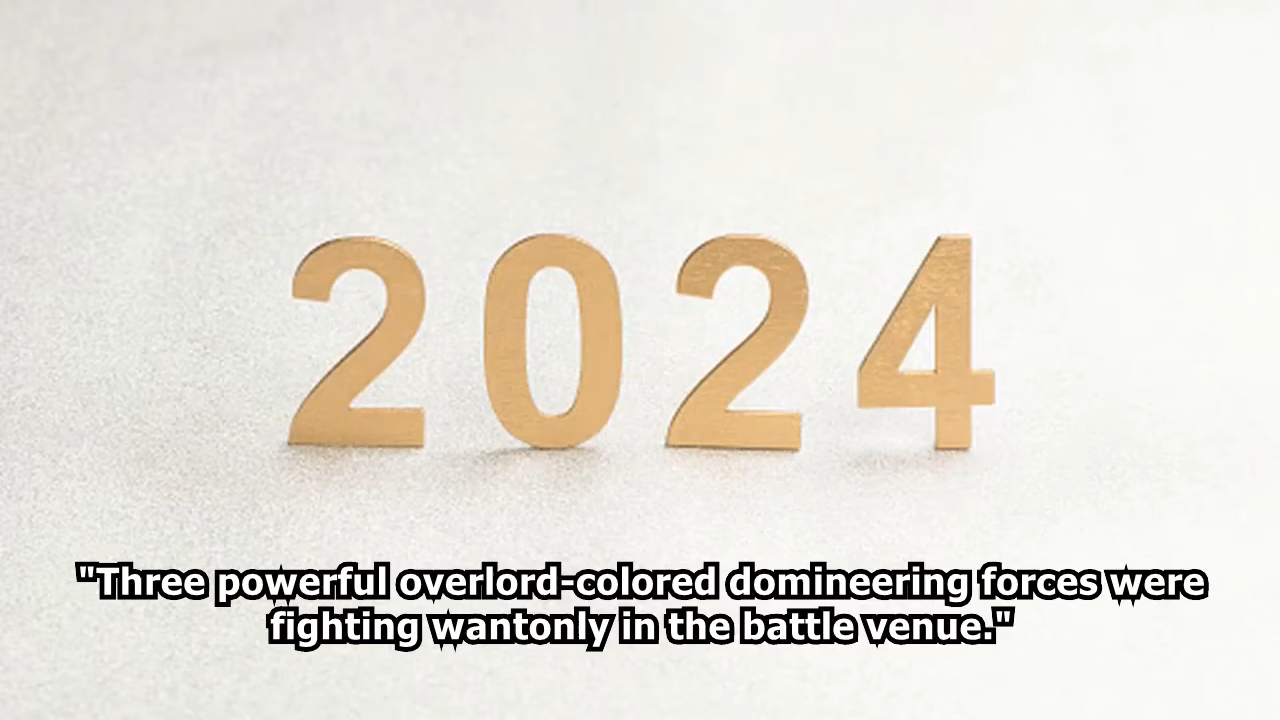 2024
"Three powerful overlord-colored domineering forces were
fighting wantonly in the battle venue."